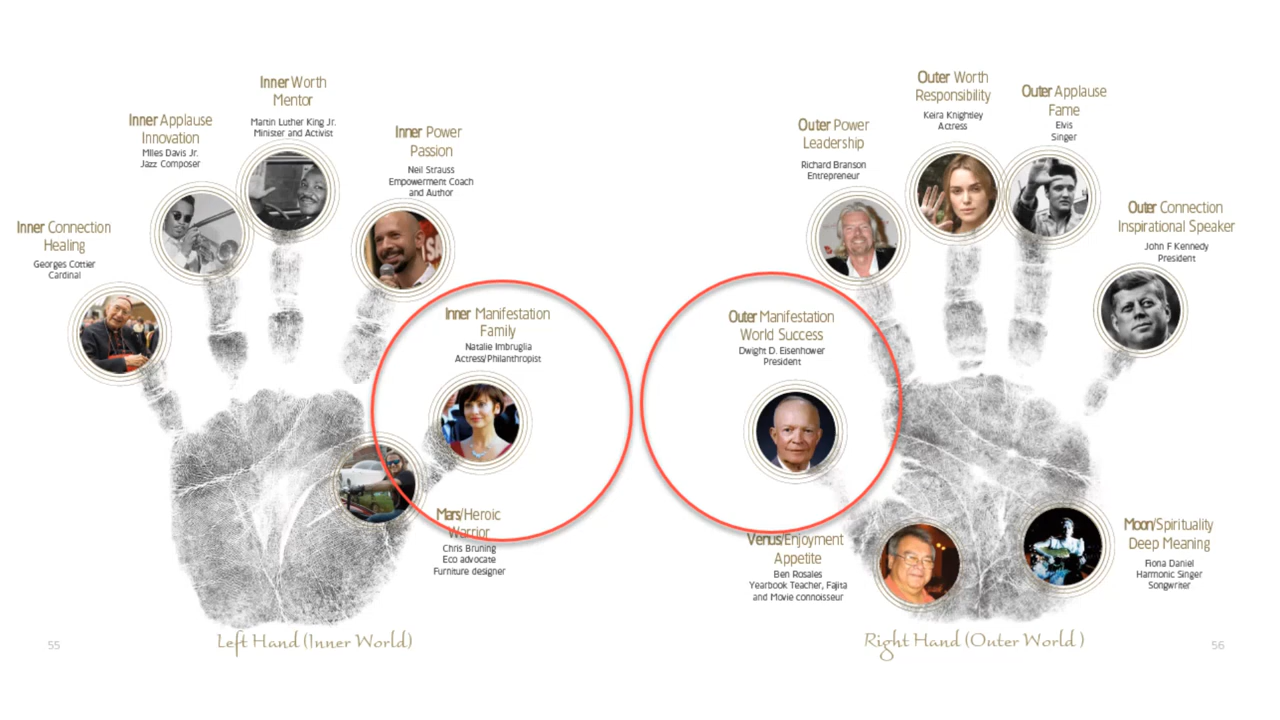 Inner Worth
Mentor
Martin Luther King Jr.
Minister and Activist
Inner Applause
Innovation
Miles Davis Jr.
Jazz Composer
Inner Power
Passion
Neil Strauss
Empowerment Coach
and Author
Inner Connection
Healing
Georges Cottier
Cardinal
Inner Manifestation
Family
Natalie Imbruglia
Actress/Philanthropist
Mars/Heroic
Warrior
Chris Bruning
Eco advocate
Furniture designer
Left Hand (Inner World)
55
Outer Worth
Responsibility
Keira Knightley
Actress
Outer Applause
Fame
Elvis
Singer
Outer Power
Leadership
Richard Branson
Entrepreneur
Outer Connection
Inspirational Speaker
John F Kennedy
President
Outer Manifestation
World Success
Dwight D. Eisenhower
President
Venus/Enjoyment
Appetite
Ben Rosales
Yearbook Teacher, Fajita
and Movie connoisseur
Moon/Spirituality
Deep Meaning
Fiona Daniel
Harmonic Singer
Songwriter
Right Hand (Outer World )
56